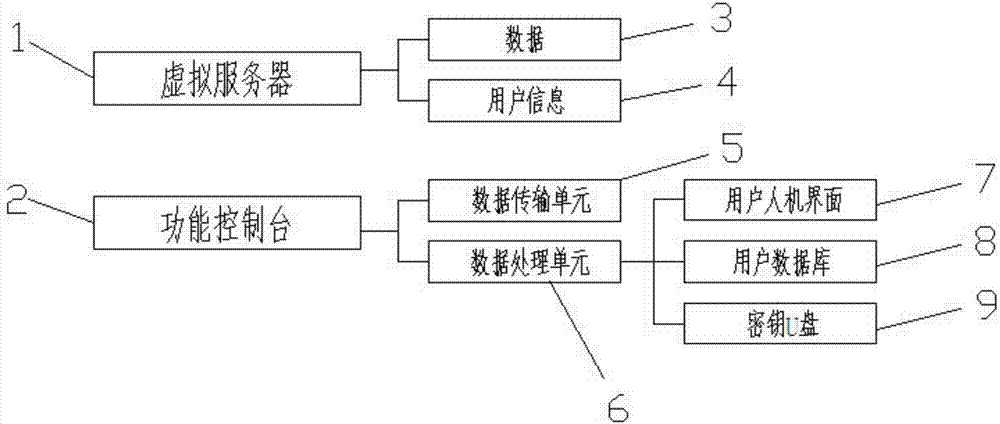 1
虚拟服务器
数据
3
用户信息
4
2
功能控制台
数据传输单元
5
数据处理单元
6
用户人机界面
7
用户数据库
8
密钥U盘
9